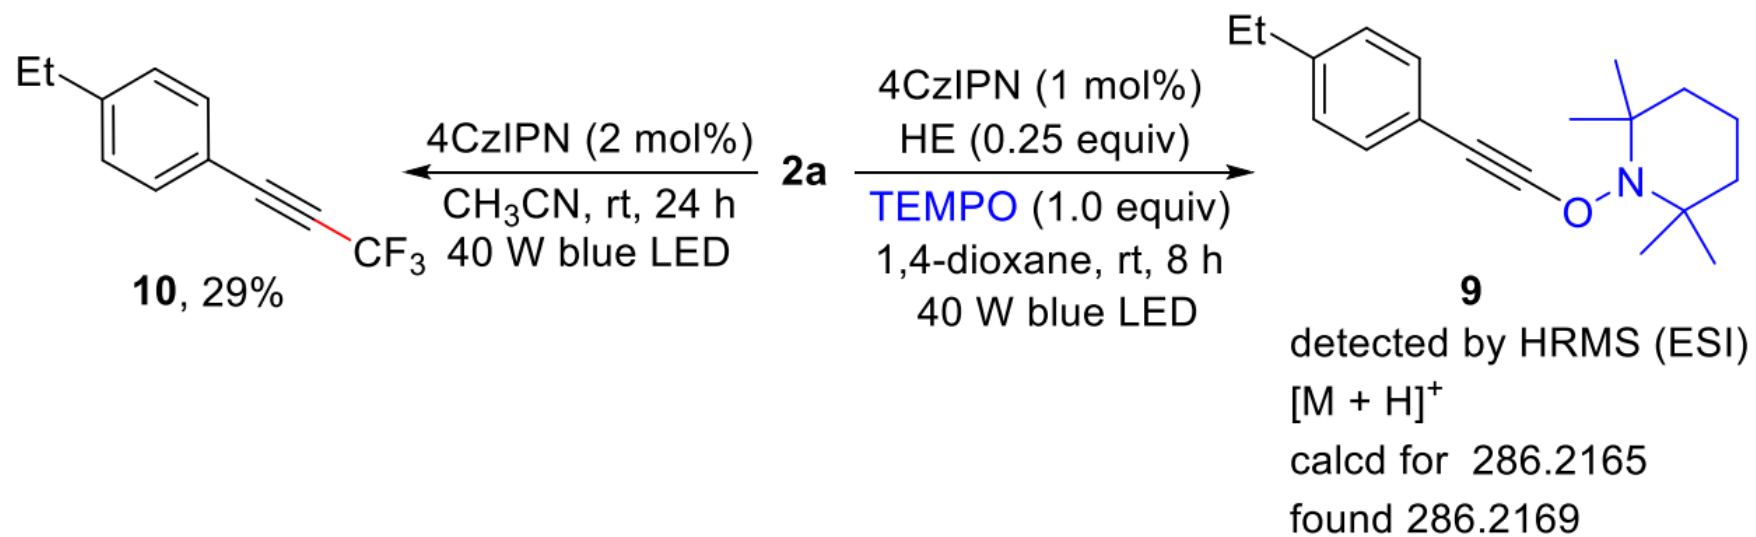 Et
CF₃
10, 29%
4CzIPN (2 mol%)
CH₃CN, rt, 24 h
40 W blue LED
2a
4CzIPN (1 mol%)
HE (0.25 equiv)
TEMPO (1.0 equiv)
1,4-dioxane, rt, 8 h
40 W blue LED
Et
O
N
9
detected by HRMS (ESI)
[M + H]⁺
calcd for 286.2165
found 286.2169